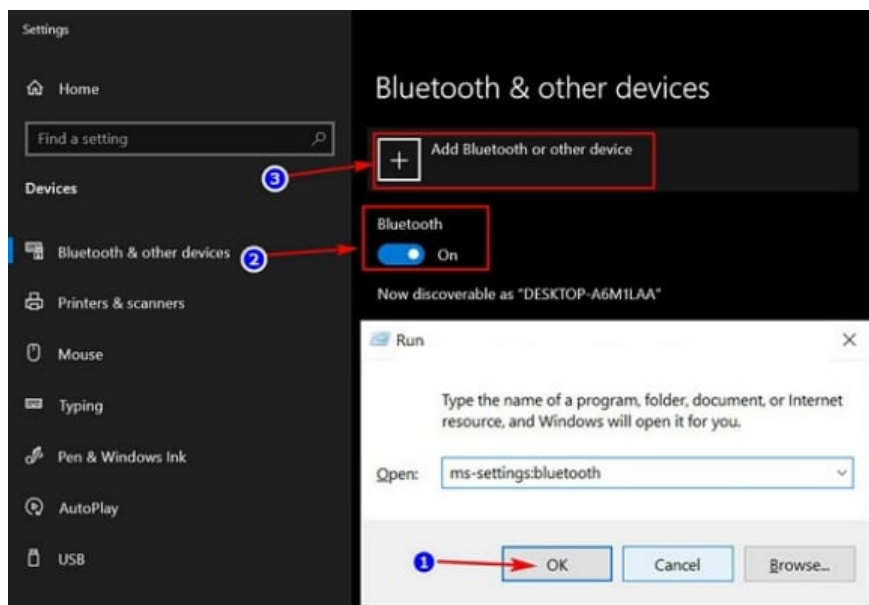 Settings
Home
Find a setting
Devices
Bluetooth & other devices
Printers & scanners
Mouse
Typing
Pen & Windows Ink
AutoPlay
USB
Bluetooth & other devices
Add Bluetooth or other device
3
Bluetooth
On
2
Now discoverable as "DESKTOP-A6M1LAA"
Run
Type the name of a program, folder, document, or Internet
resource, and Windows will open it for you.
Open: ms-settings:bluetooth
1
OK Cancel Browse...